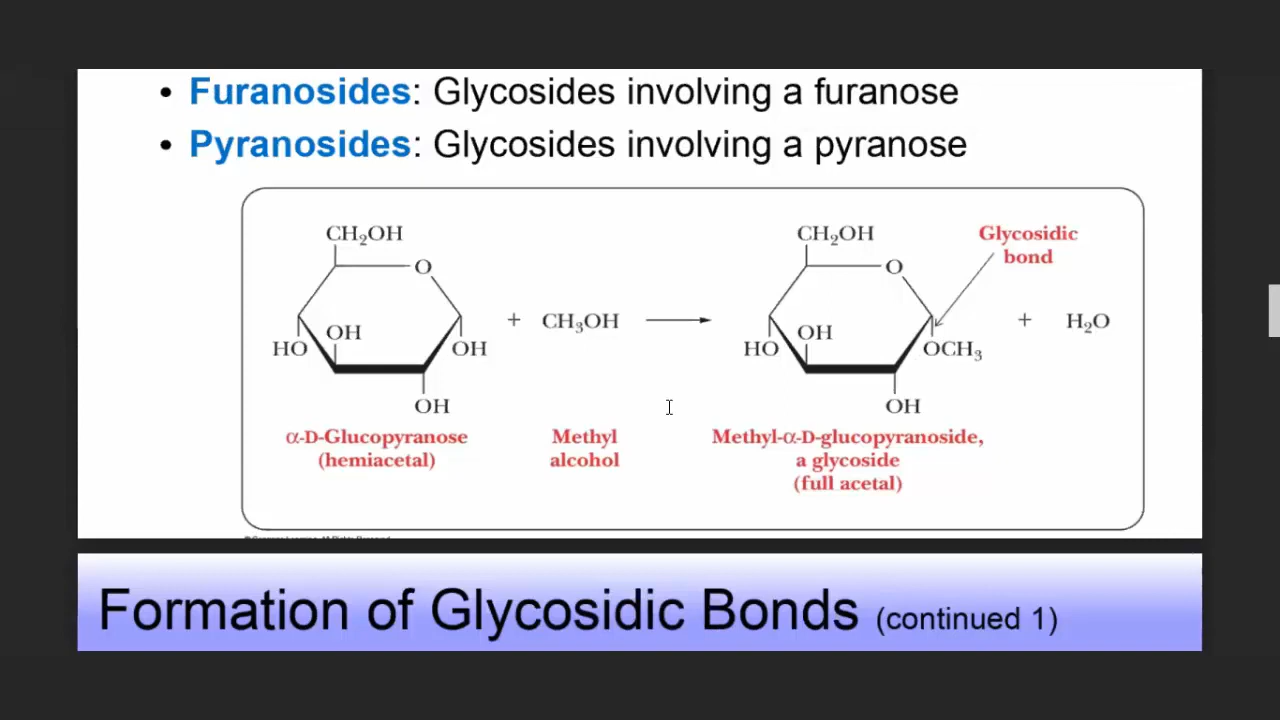 • Furanosides: Glycosides involving a furanose
• Pyranosides: Glycosides involving a pyranose
CH₂OH
O
OH
HO
OH
OH
+
CH₃OH
CH₂OH
O
OH
HO
OCH₃
OH
Glycosidic
bond
+
H₂O
α-D-Glucopyranose
(hemiacetal)
Methyl
alcohol
Methyl-α-D-glucopyranoside,
a glycoside
(full acetal)
Formation of Glycosidic Bonds (continued 1)